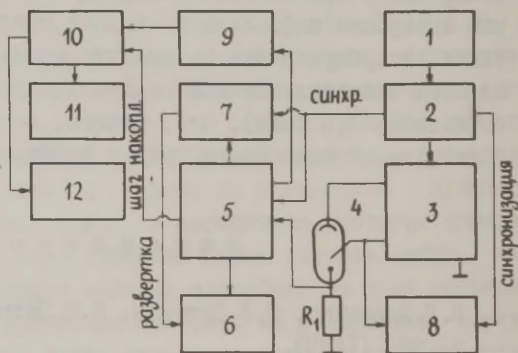 10 9 1
7 синхр. 2
11
шаг накопл.
12 5 4 3
развертка
синхронизация
6 R₁ 8